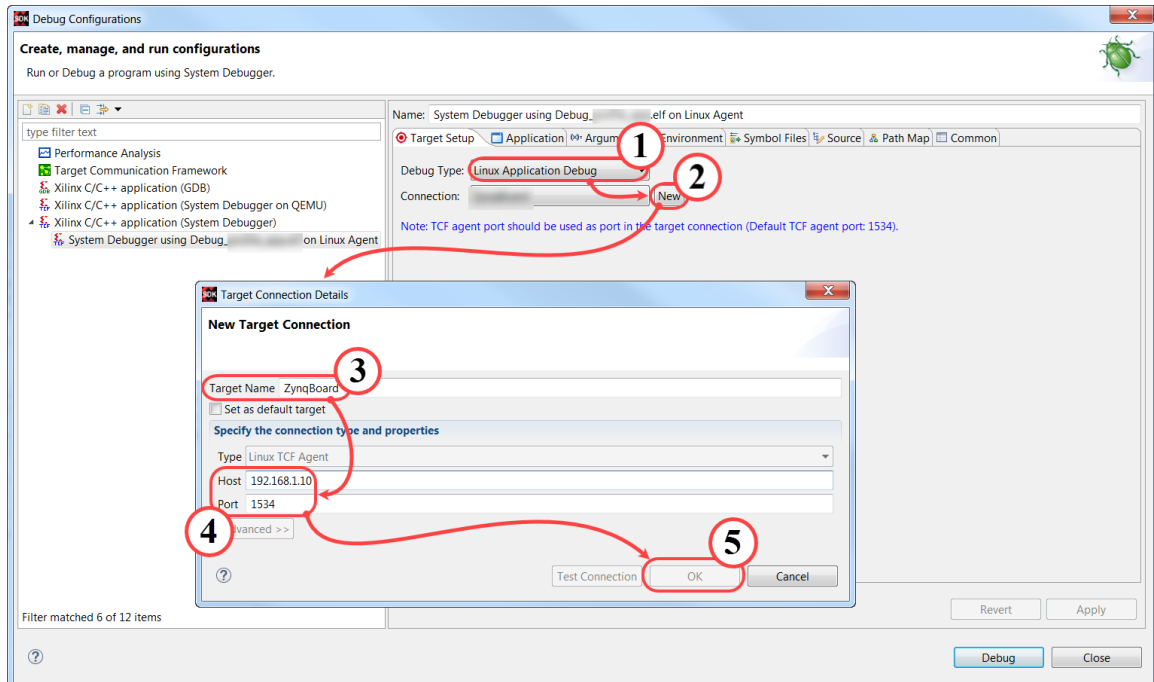 SDK Debug Configurations
Create, manage, and run configurations
Run or Debug a program using System Debugger.
type filter text
Performance Analysis
Target Communication Framework
Xilinx C/C++ application (GDB)
Xilinx C/C++ application (System Debugger on QEMU)
Xilinx C/C++ application (System Debugger)
System Debugger using Debug_ on Linux Agent
Filter matched 6 of 12 items
Name: System Debugger using Debug_ .elf on Linux Agent
Target Setup Application Argum Environment Symbol Files Source Path Map Common
1
Debug Type: Linux Application Debug
2
Connection: New
Note: TCF agent port should be used as port in the target connection (Default TCF agent port: 1534).
SDK Target Connection Details
New Target Connection
3
Target Name ZynqBoard
Set as default target
Specify the connection type and properties
Type Linux TCF Agent
Host 192.168.1.10
Port 1534
4
vanced >>
5
Test Connection OK Cancel
Revert Apply
Debug Close